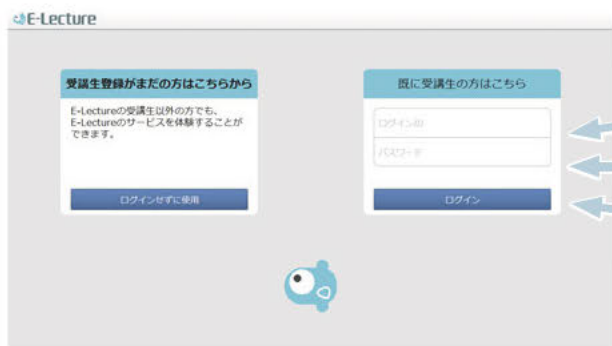 E-Lecture
受講生登録がまだの方はこちらから
E-Lectureの受講生以外の方でも、
E-Lectureのサービスを体験することが
できます。
ログインせずに使用
既に受講生の方はこちら
ログインID
パスワード
ログイン